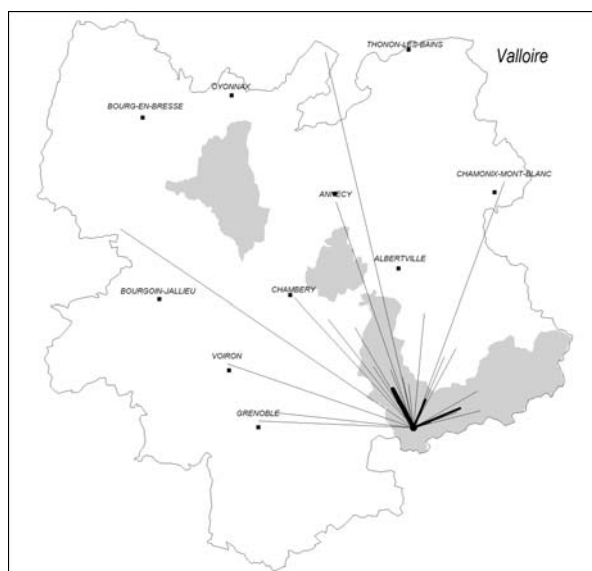 THONON-LES-BAINS
Valloire
OYONNAX
BOURG-EN-BRESSE
CHAMONIX-MONT-BLANC
ANNECY
ALBERTVILLE
CHAMBERY
BOURGOIN-JALLIEU
VOIRON
GRENOBLE